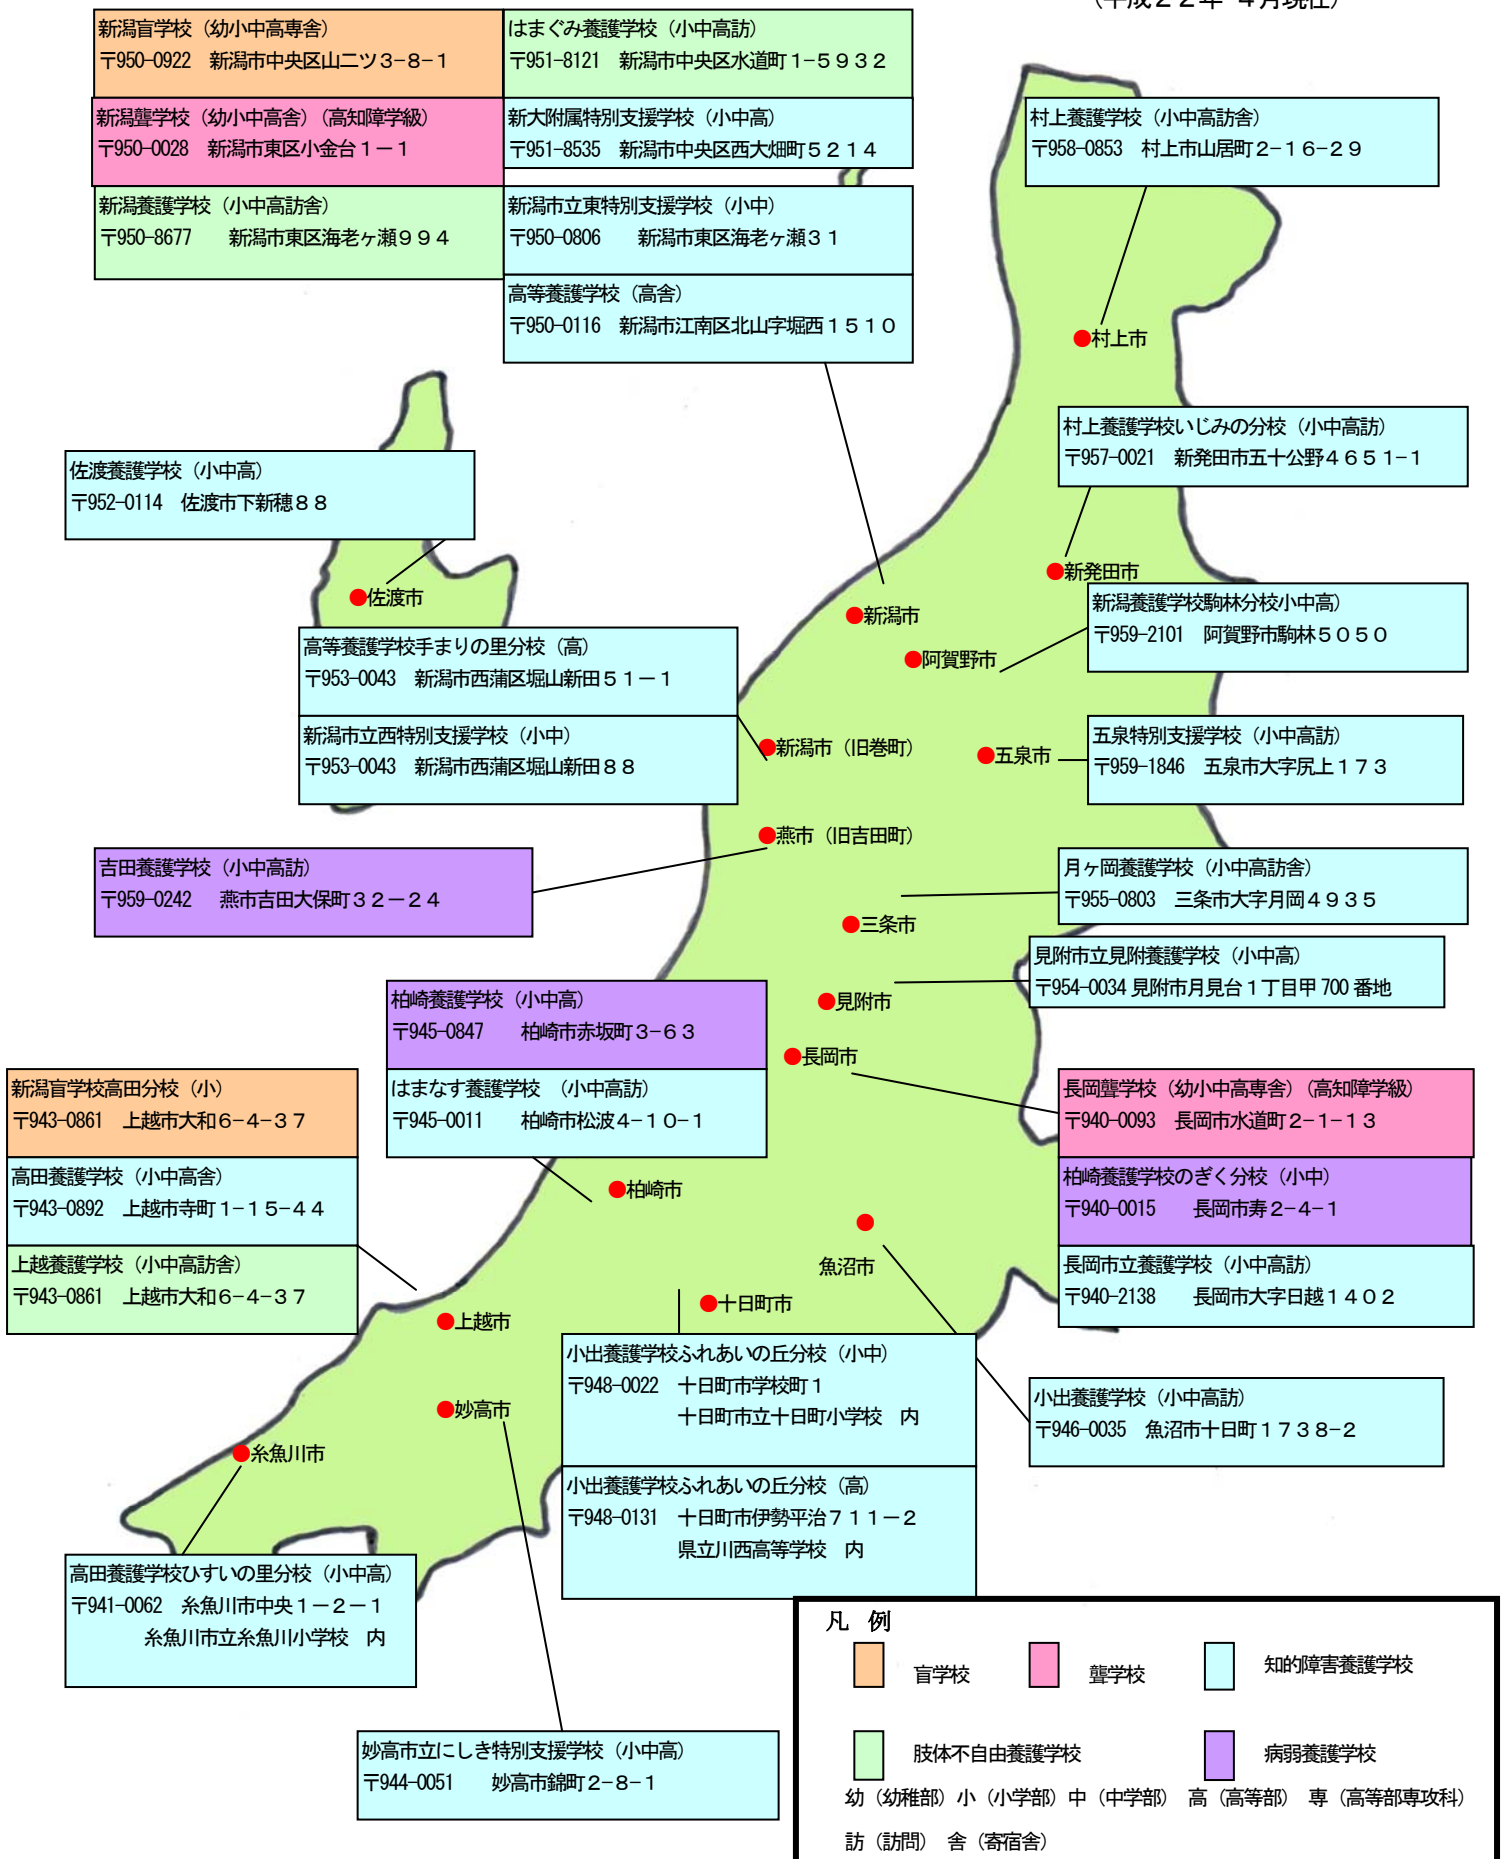 （平成２２年 ４月現在）
新潟盲学校（幼小中高専舎）
〒950-0922　新潟市中央区山二ツ３-８-１
はまぐみ養護学校（小中高訪）
〒951-8121　新潟市中央区水道町１-５９３２
新潟聾学校（幼小中高舎）（高知障学級）
〒950-0028　新潟市東区小金台１－１
新大附属特別支援学校（小中高）
〒951-8535　新潟市中央区西大畑町５２１４
新潟養護学校（小中高訪舎）
〒950-8677　　新潟市東区海老ヶ瀬９９４
新潟市立東特別支援学校（小中）
〒950-0806　　新潟市東区海老ヶ瀬３１
高等養護学校（高舎）
〒950-0116　新潟市江南区北山字堀西１５１０
村上養護学校（小中高訪舎）
〒958-0853　村上市山居町２-１６-２９
村上市
村上養護学校いじみの分校（小中高訪）
〒957-0021　新発田市五十公野４６５１-１
佐渡養護学校（小中高）
〒952-0114　佐渡市下新穂８８
新発田市
佐渡市
新潟市
新潟養護学校駒林分校小中高）
〒959-2101　阿賀野市駒林５０５０
阿賀野市
高等養護学校手まりの里分校（高）
〒953-0043　新潟市西蒲区堀山新田５１－１
新潟市立西特別支援学校（小中）
〒953-0043　新潟市西蒲区堀山新田８８
新潟市（旧巻町）
五泉市
五泉特別支援学校（小中高訪）
〒959-1846　五泉市大字尻上１７３
燕市（旧吉田町）
吉田養護学校（小中高訪）
〒959-0242　燕市吉田大保町３２－２４
月ヶ岡養護学校（小中高訪舎）
〒955-0803　三条市大字月岡４９３５
三条市
見附市立見附養護学校（小中高）
〒954-0034 見附市月見台１丁目甲 700 番地
見附市
柏崎養護学校（小中高）
〒945-0847　　柏崎市赤坂町３-６３
長岡市
はまなす養護学校　（小中高訪）
〒945-0011　　柏崎市松波４-１０-１
新潟盲学校高田分校（小）
〒943-0861　上越市大和６-４-３７
高田養護学校（小中高舎）
〒943-0892　上越市寺町１-１５-４４
上越養護学校（小中高訪舎）
〒943-0861　上越市大和６-４-３７
長岡聾学校（幼小中高専舎）（高知障学級）
〒940-0093　長岡市水道町２-１-１３
柏崎養護学校のぎく分校（小中）
〒940-0015　　長岡市寿２-４-１
長岡市立養護学校（小中高訪）
〒940-2138　　長岡市大字日越１４０２
柏崎市
魚沼市
十日町市
上越市
小出養護学校ふれあいの丘分校（小中）
〒948-0022　十日町市学校町１
十日町市立十日町小学校　内
小出養護学校（小中高訪）
〒946-0035　魚沼市十日町１７３８-２
妙高市
糸魚川市
小出養護学校ふれあいの丘分校（高）
〒948-0131　十日町市伊勢平治７１１－２
県立川西高等学校　内
高田養護学校ひすいの里分校（小中高）
〒941-0062　糸魚川市中央１－２－１
糸魚川市立糸魚川小学校　内
妙高市立にしき特別支援学校（小中高）
〒944-0051　　妙高市錦町２-８-１
凡　例
盲学校
聾学校
知的障害養護学校
肢体不自由養護学校
病弱養護学校
幼（幼稚部）小（小学部）中（中学部）　高（高等部）　専（高等部専攻科）
訪（訪問）　舎（寄宿舎）